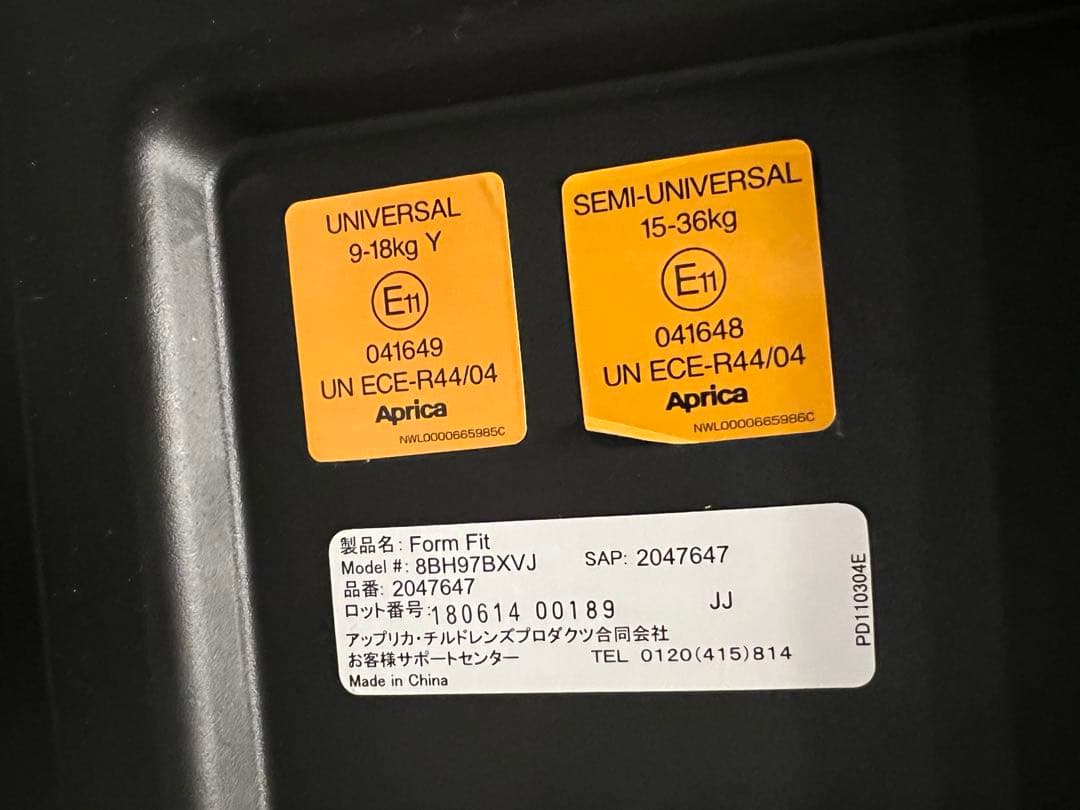 UNIVERSAL
9-18kg Y
E11
041649
UN ECE-R44/04
Aprica
NWL0000665985C
SEMI-UNIVERSAL
15-36kg
E11
041648
UN ECE-R44/04
Aprica
NWL0000665986C
製品名: Form Fit
Model #: 8BH97BXVJ SAP: 2047647
品番: 2047647
ロット番号:180614 00189 JJ
アップリカ・チルドレンズプロダクツ合同会社
お客様サポートセンター TEL 0120(415)814
Made in China
PD110304E